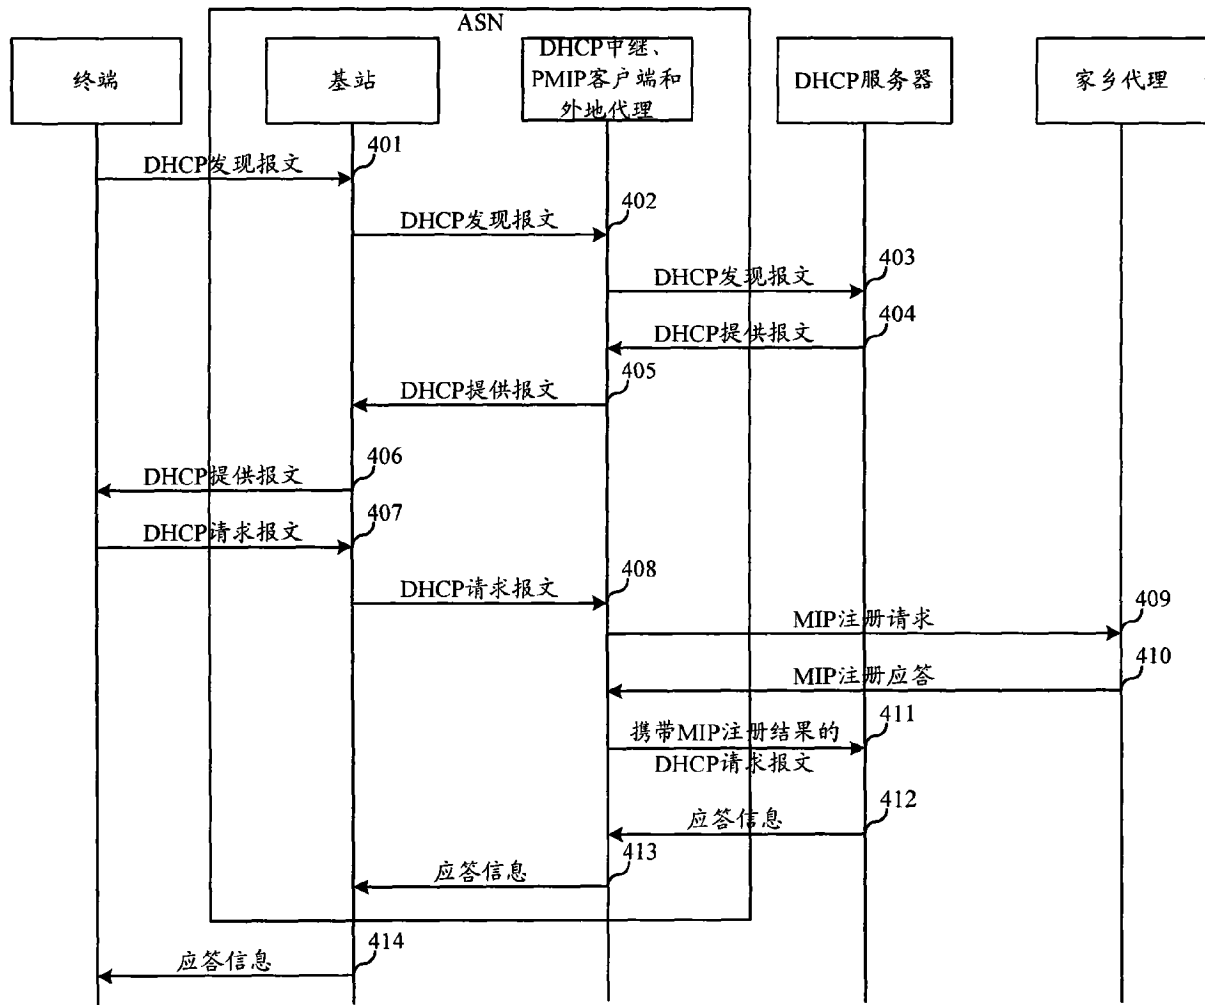 ASN
终端
基站
DHCP中继、
PMIP客户端和
外地代理
DHCP服务器
家乡代理
DHCP发现报文
401
DHCP发现报文
402
DHCP发现报文
403
DHCP提供报文
404
DHCP提供报文
405
DHCP提供报文
406
DHCP请求报文
407
DHCP请求报文
408
MIP注册请求
409
MIP注册应答
410
携带MIP注册结果的
DHCP请求报文
411
应答信息
412
应答信息
413
应答信息
414